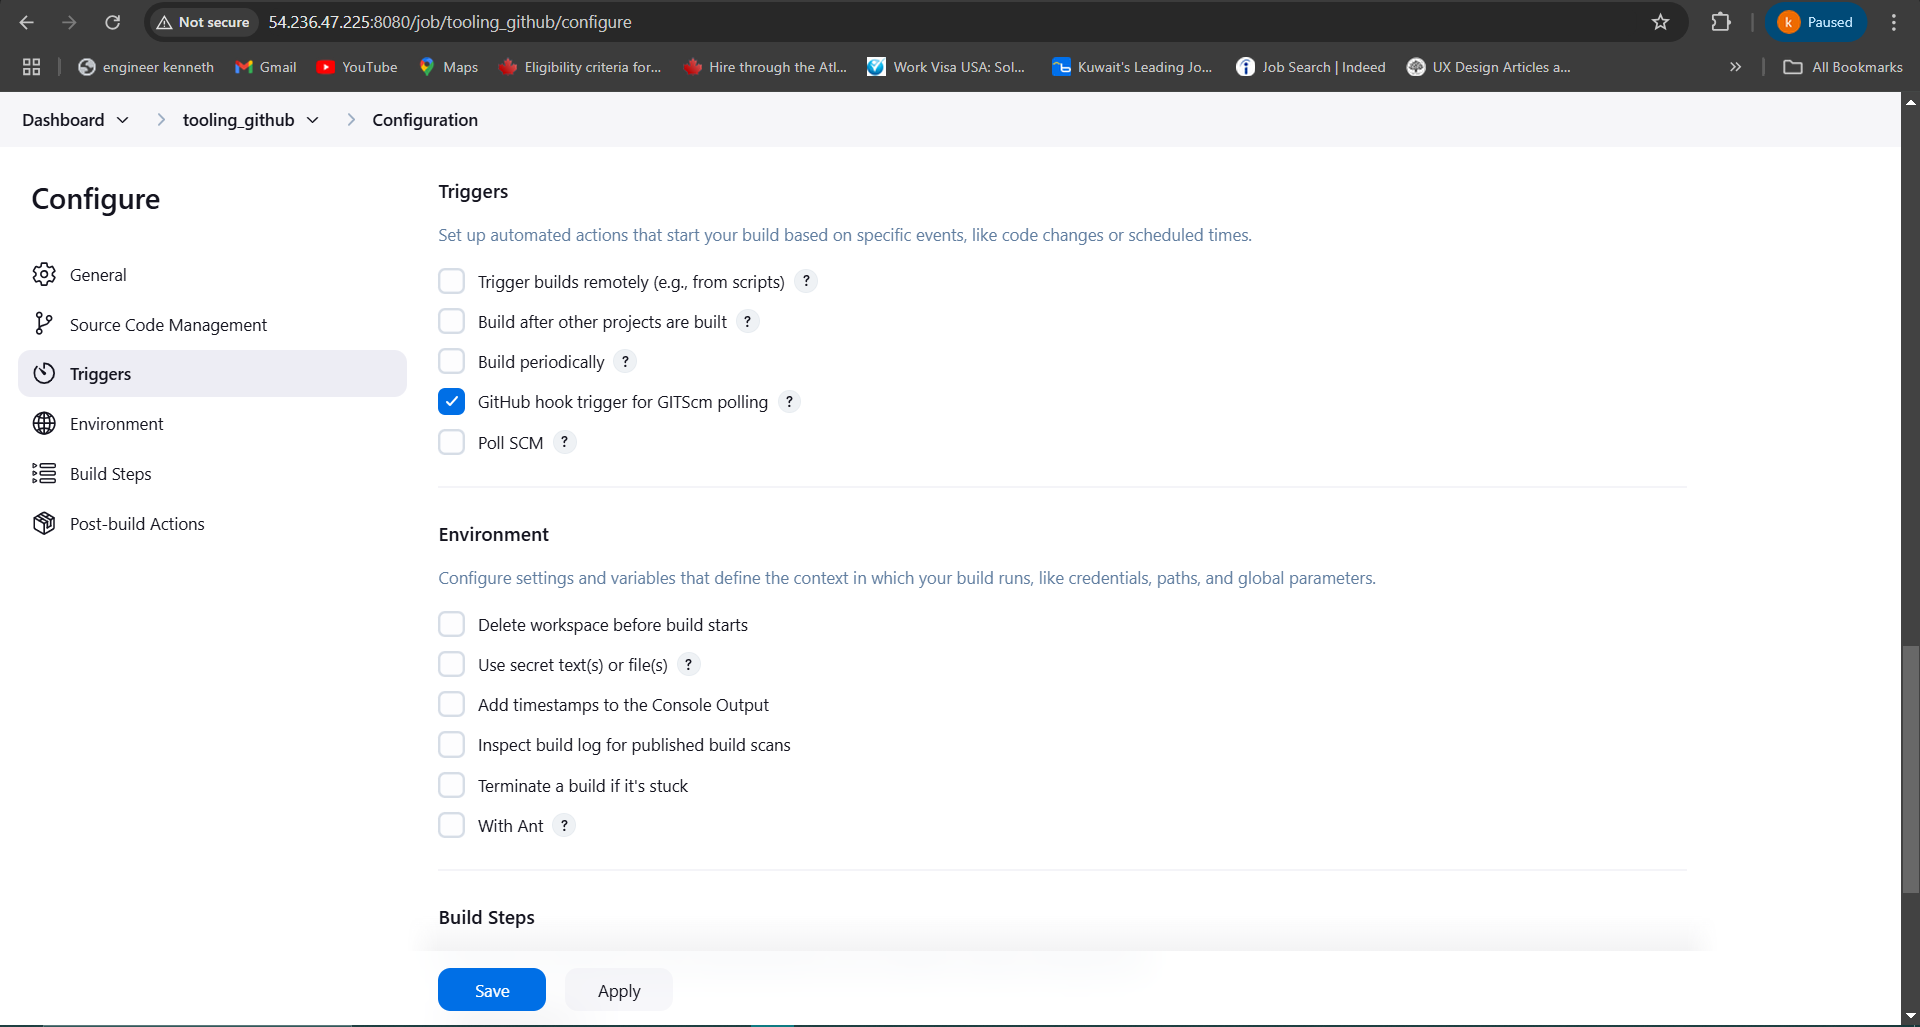 Not secure 54.236.47.225:8080/job/tooling_github/configure k Paused
engineer kenneth Gmail YouTube Maps Eligibility criteria for... Hire through the Atl... Work Visa USA: Sol... Kuwait's Leading Jo... Job Search | Indeed UX Design Articles a... » All Bookmarks
Dashboard tooling_github Configuration
Configure
General
Source Code Management
Triggers
Environment
Build Steps
Post-build Actions
Triggers
Set up automated actions that start your build based on specific events, like code changes or scheduled times.
Trigger builds remotely (e.g., from scripts) ?
Build after other projects are built ?
Build periodically ?
GitHub hook trigger for GITScm polling ?
Poll SCM ?
Environment
Configure settings and variables that define the context in which your build runs, like credentials, paths, and global parameters.
Delete workspace before build starts
Use secret text(s) or file(s) ?
Add timestamps to the Console Output
Inspect build log for published build scans
Terminate a build if it's stuck
With Ant ?
Build Steps
Save Apply